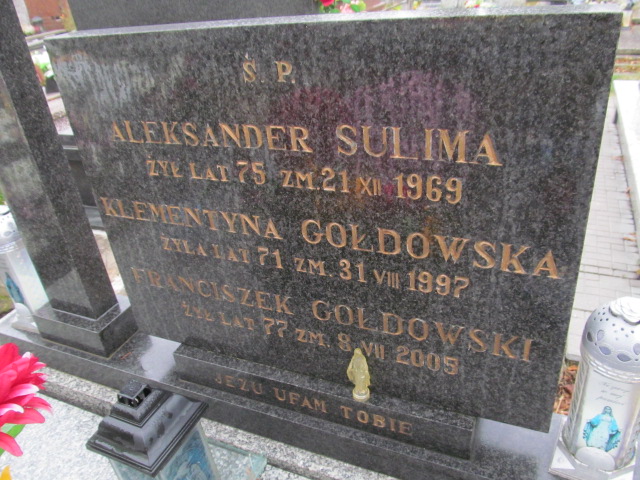 Ś. P.
ALEKSANDER SULIMA
ŻYŁ LAT 75 ZM. 21 XII 1969
KLEMENTYNA GOŁDOWSKA
ŻYŁA LAT 71 ZM. 31 VIII 1997
FRANCISZEK GOŁDOWSKI
ŻYŁ LAT 77 ZM. 8 VII 2005
JEZU UFAM TOBIE